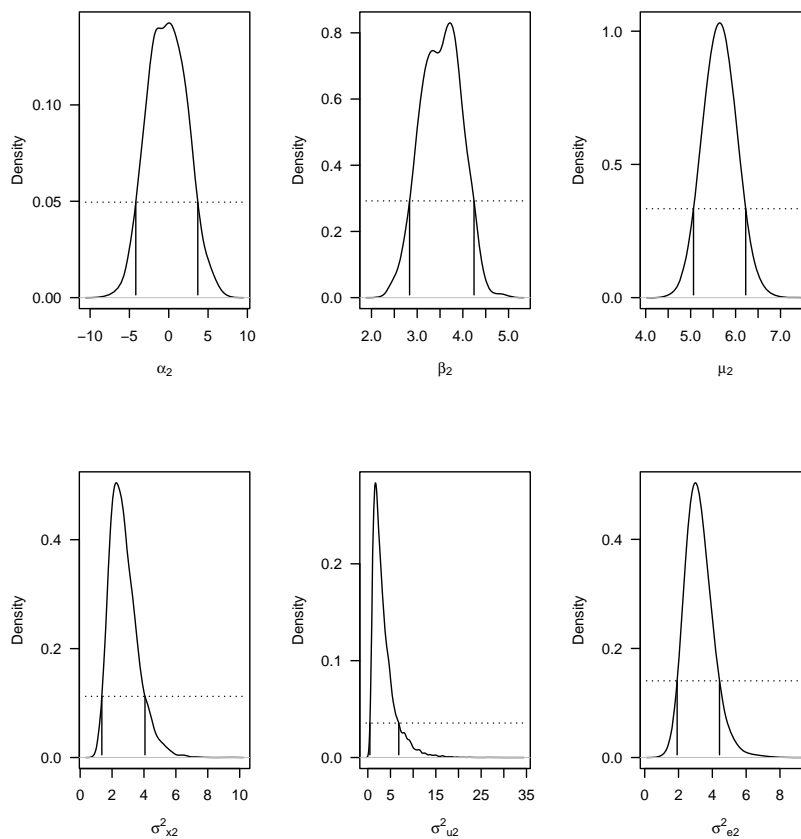 Density
0.00
0.05
0.10
−10 −5 0 5 10
α2
Density
0.0
0.2
0.4
0.6
0.8
2.0 3.0 4.0 5.0
β2
Density
0.0
0.5
1.0
4.0 5.0 6.0 7.0
μ2
Density
0.0
0.2
0.4
0 2 4 6 8 10
σ²x2
Density
0.0
0.1
0.2
0 5 15 25 35
σ²u2
Density
0.0
0.2
0.4
0 2 4 6 8
σ²e2